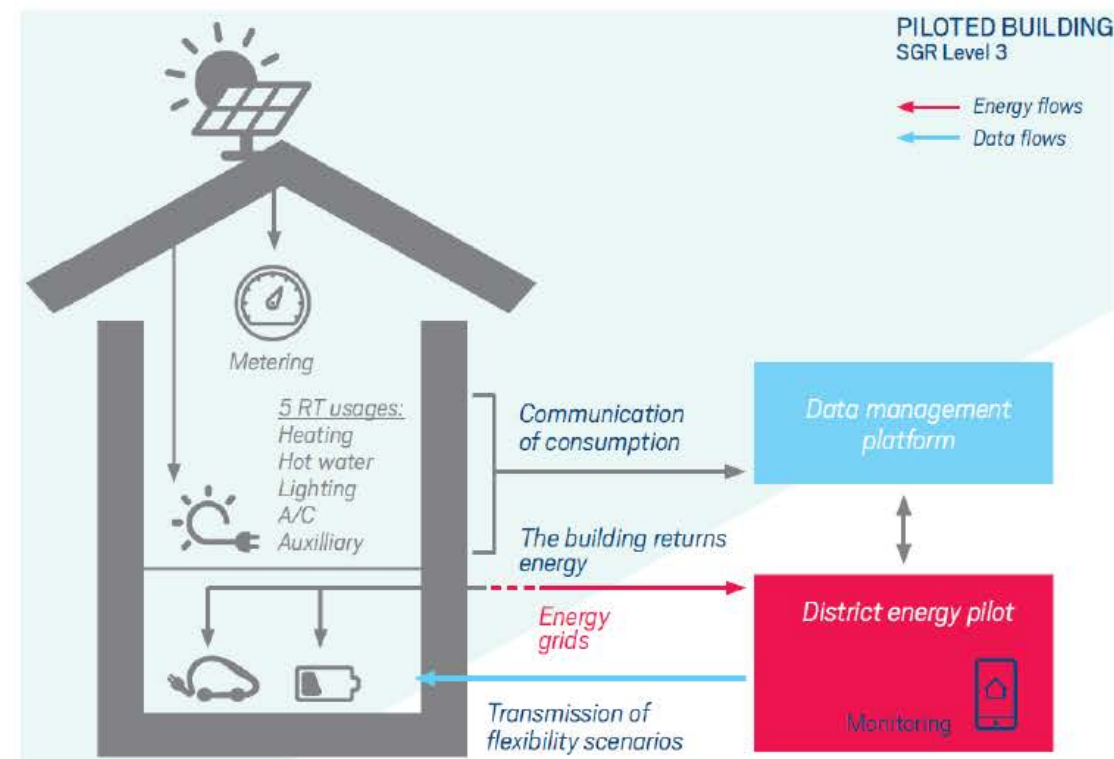 PILOTED BUILDING
SGR Level 3
Energy flows
Data flows
Metering
5 RT usages:
Heating
Hot water
Lighting
A/C
Auxilliary
Communication
of consumption
Data management
platform
The building returns
energy
Energy
grids
District energy pilot
Monitoring
Transmission of
flexibility scenarios